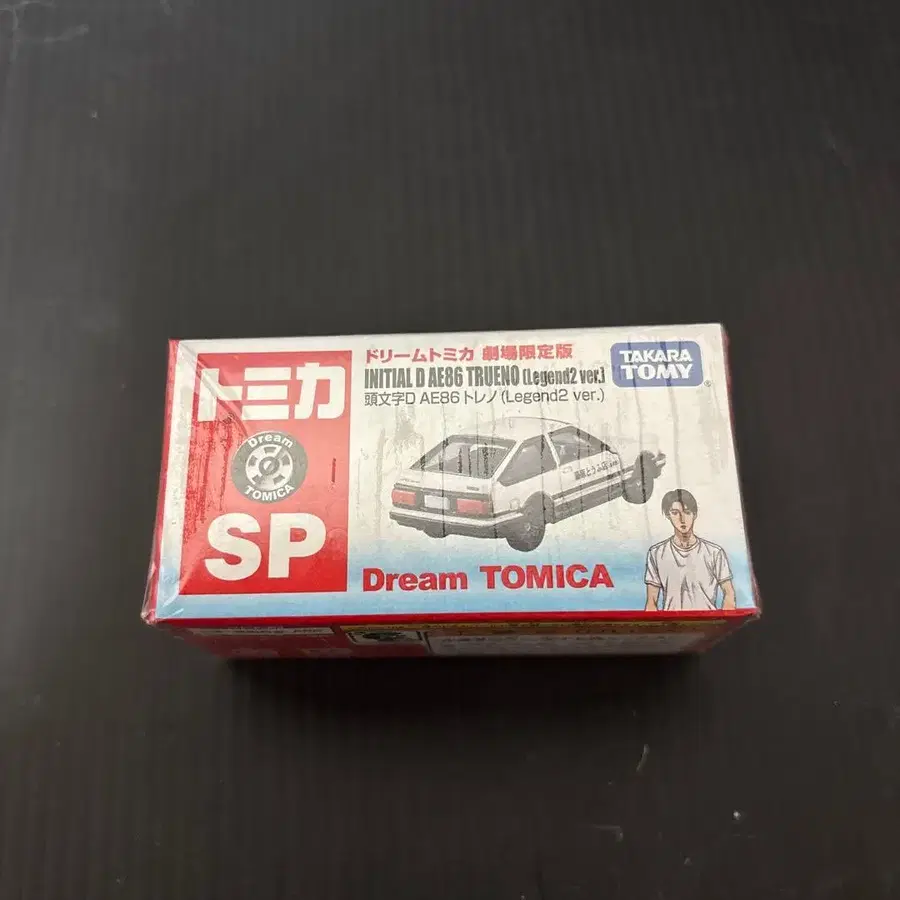 トミカ
Dream
TOMICA
SP
ドリームトミカ 劇場限定版
INITIAL D AE86 TRUENO (Legend2 ver.)
頭文字D AE86 トレノ (Legend2 ver.)
TAKARA
TOMY
Dream TOMICA